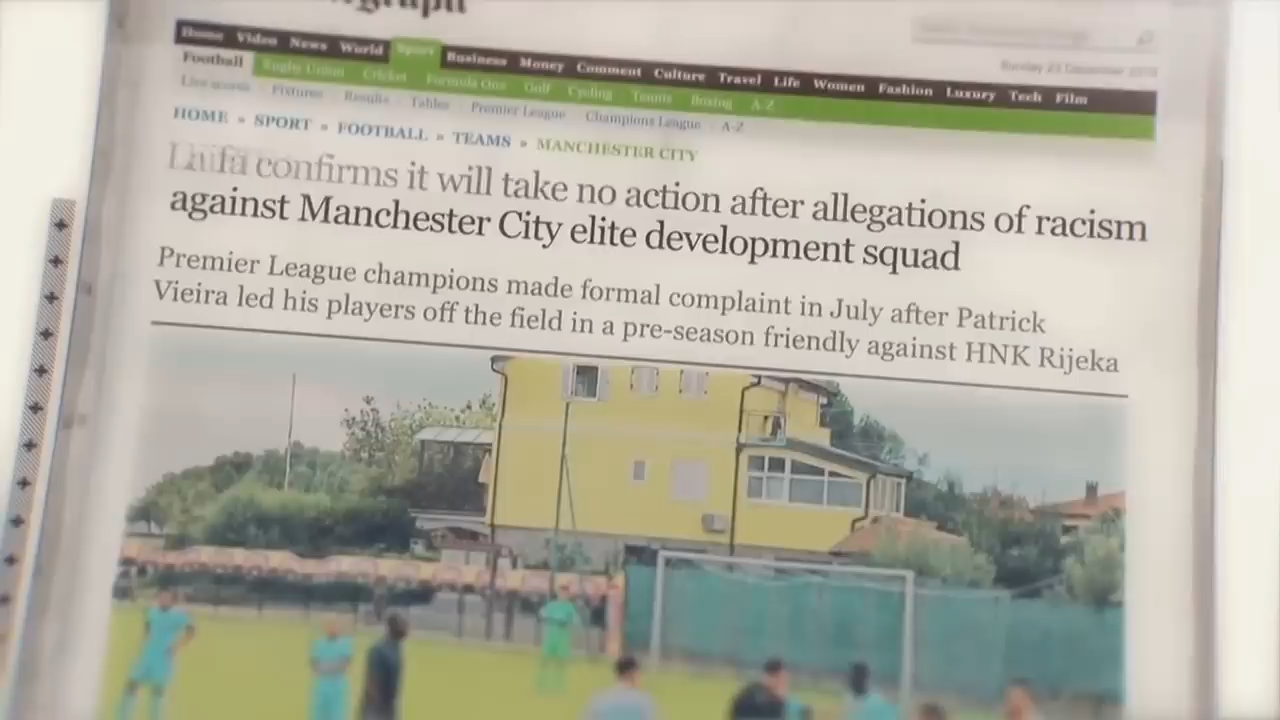 Home Video News World Sport Business Money Comment Culture Travel Life Women Fashion Luxury Tech Film
Football Rugby Union Cricket Formula One Golf Cycling Tennis Boxing A-Z
Live scores Fixtures Results Tables Premier League Champions League A-Z
HOME » SPORT » FOOTBALL » TEAMS » MANCHESTER CITY
confirms it will take no action after allegations of racism
against Manchester City elite development squad
Premier League champions made formal complaint in July after Patrick
Vieira led his players off the field in a pre-season friendly against HNK Rijeka